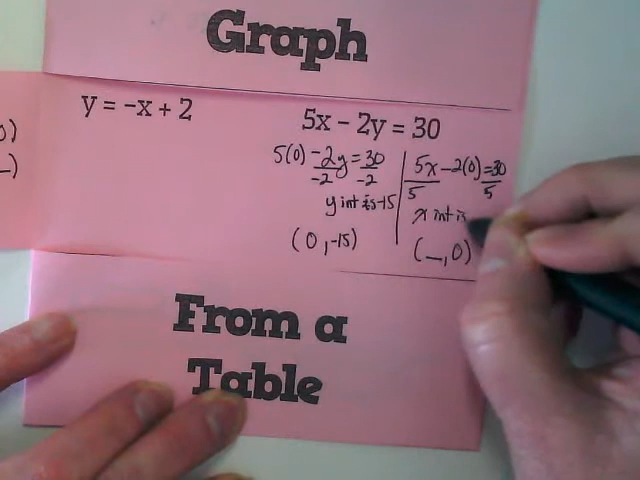 Graph
0)
_)
y = -x + 2
5x - 2y = 30
5(0) - 2y = 30
-2 -2
y int is -15
(0, -15)
5x - 2(0) = 30
5 5
x int is
(_, 0)
From a
Table